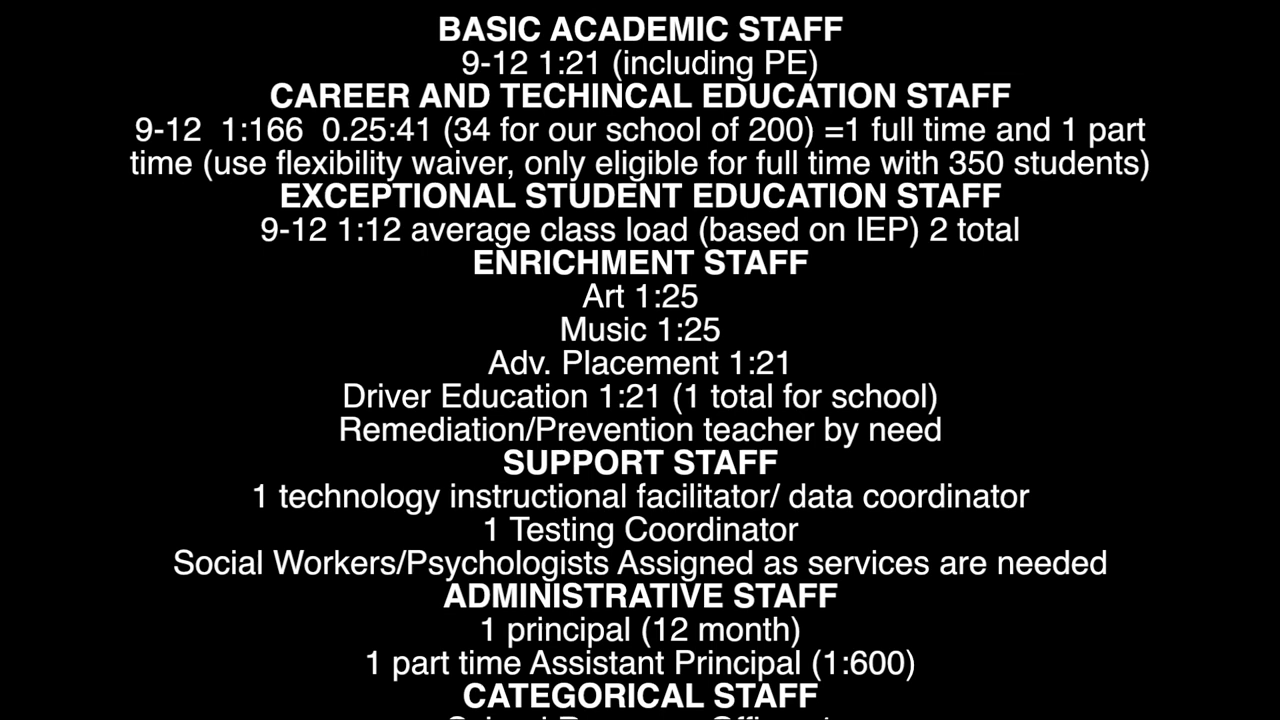 BASIC ACADEMIC STAFF
9-12 1:21 (including PE)
CAREER AND TECHINCAL EDUCATION STAFF
9-12  1:166  0.25:41 (34 for our school of 200) =1 full time and 1 part
time (use flexibility waiver, only eligible for full time with 350 students)
EXCEPTIONAL STUDENT EDUCATION STAFF
9-12 1:12 average class load (based on IEP) 2 total
ENRICHMENT STAFF
Art 1:25
Music 1:25
Adv. Placement 1:21
Driver Education 1:21 (1 total for school)
Remediation/Prevention teacher by need
SUPPORT STAFF
1 technology instructional facilitator/ data coordinator
1 Testing Coordinator
Social Workers/Psychologists Assigned as services are needed
ADMINISTRATIVE STAFF
1 principal (12 month)
1 part time Assistant Principal (1:600)
CATEGORICAL STAFF